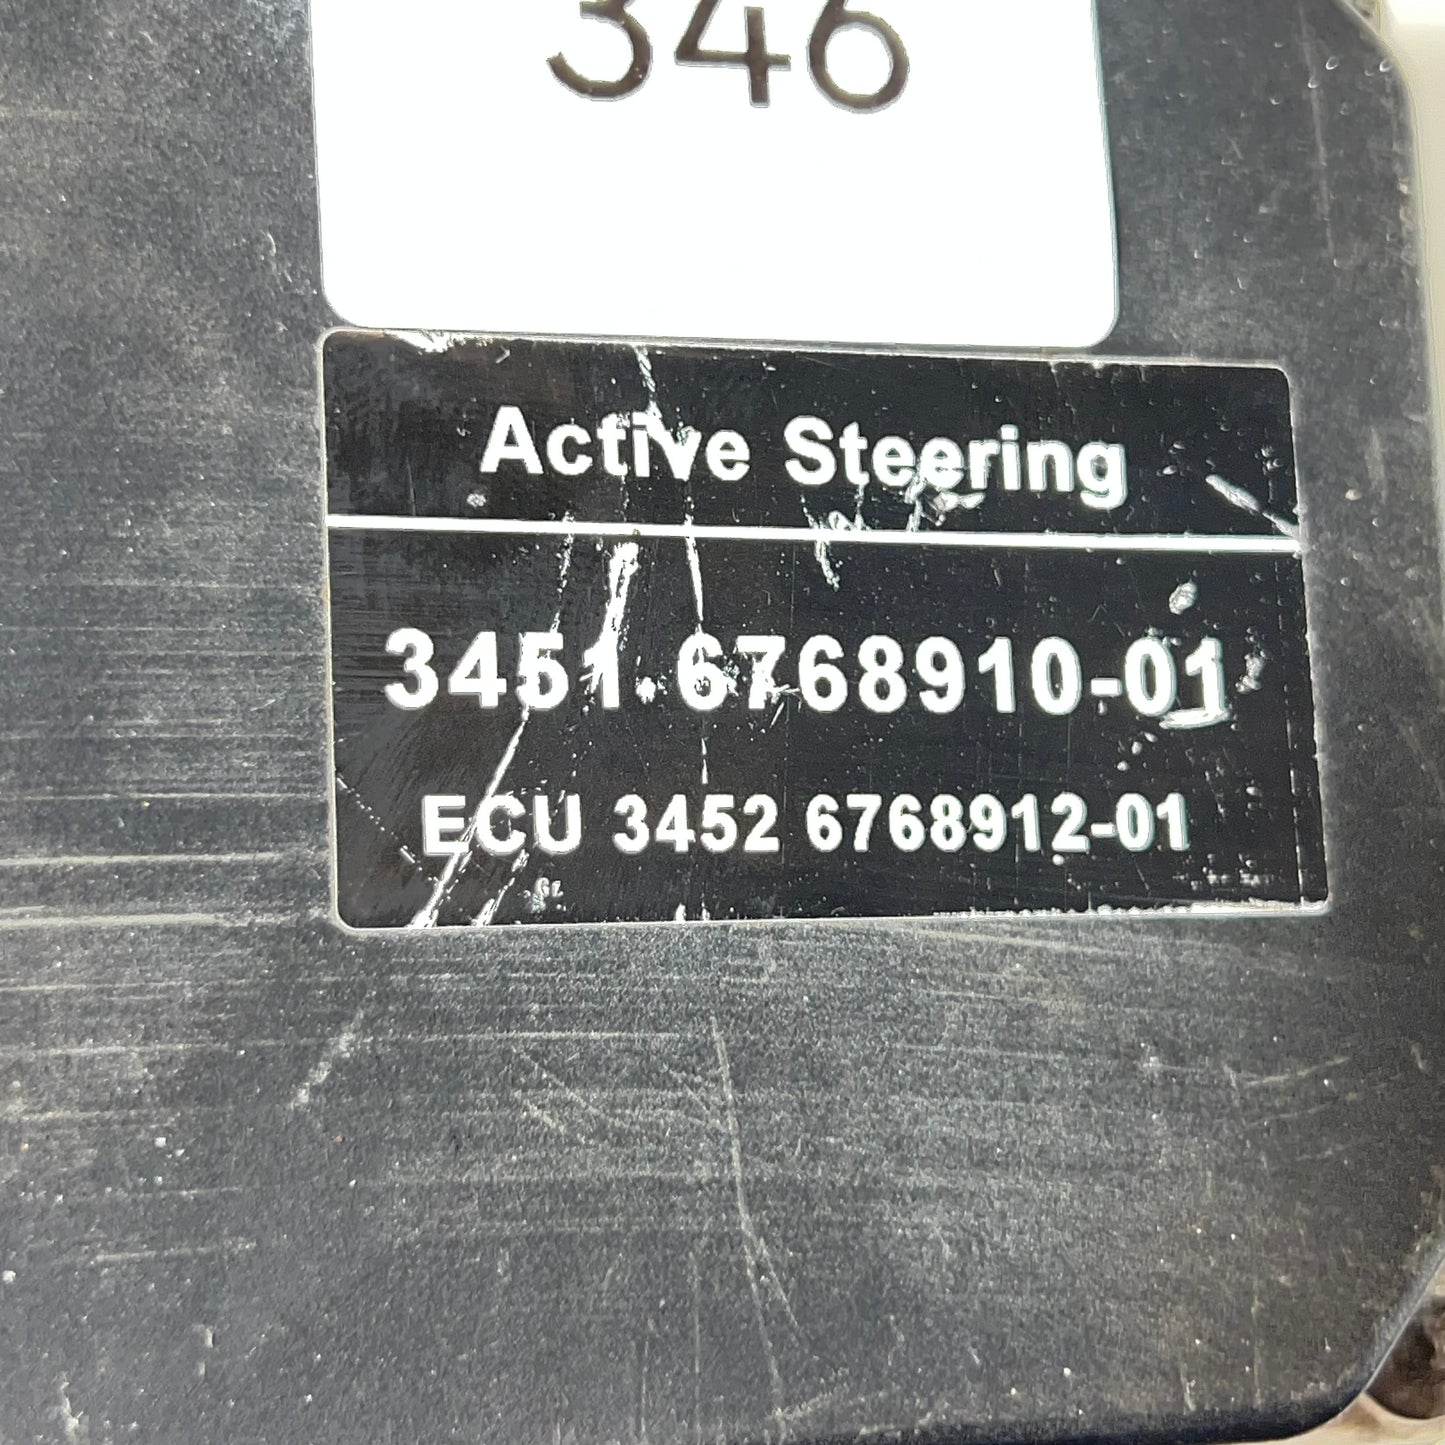 346
Active Steering
3451.6768910-01
ECU 3452 6768912-01